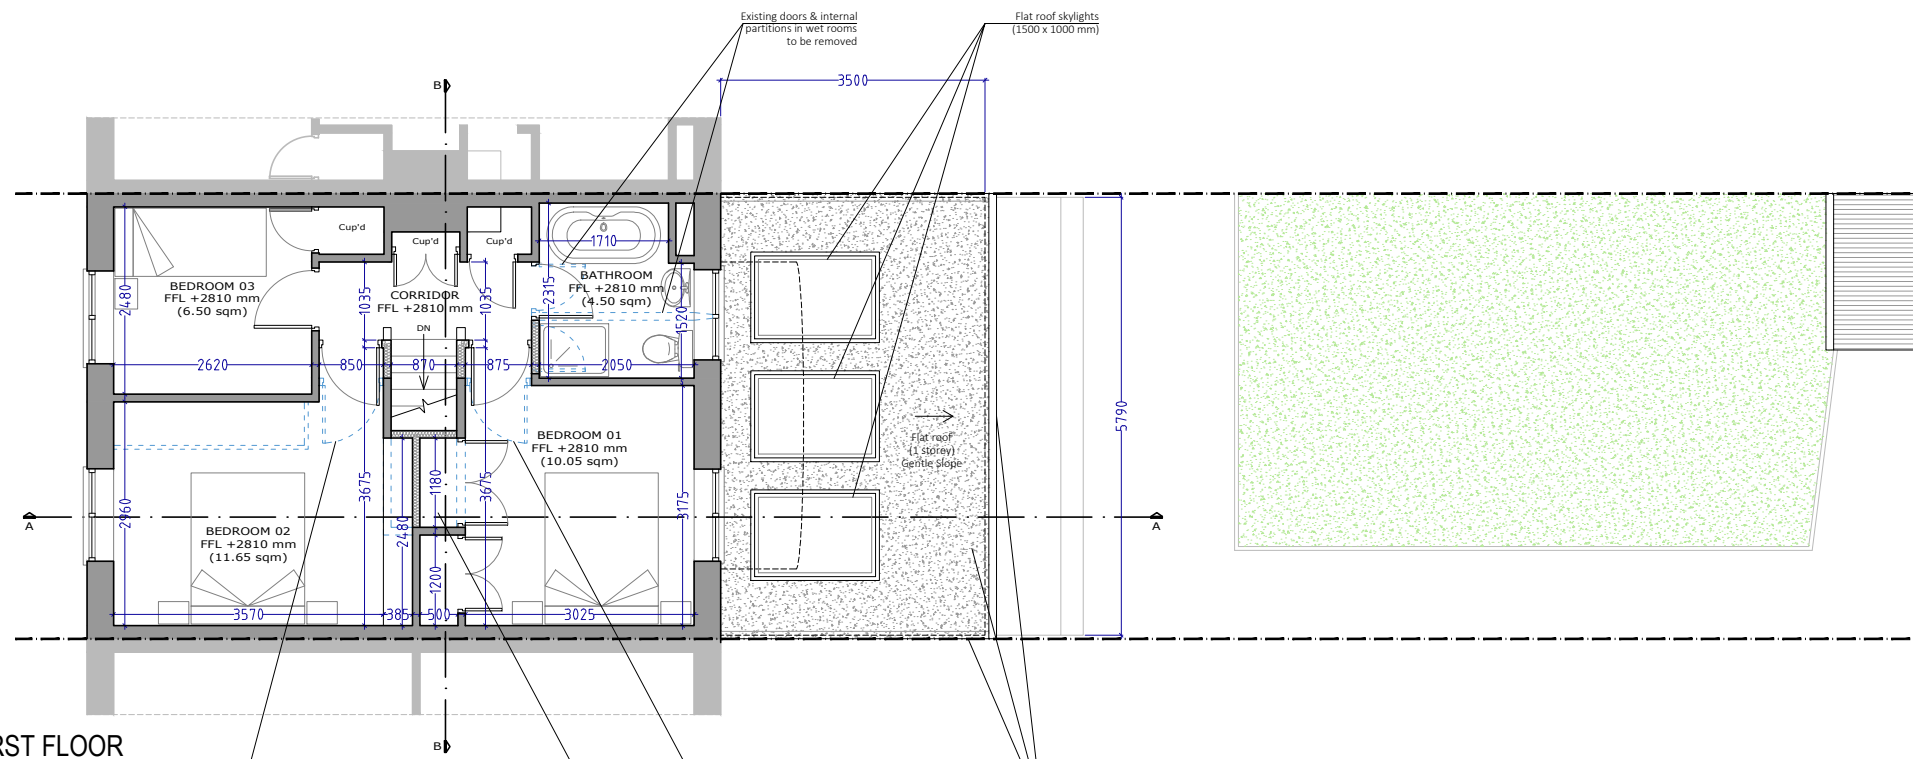 Existing doors & internal
partitions in wet rooms
to be removed
Flat roof skylights
(1500 x 1000 mm)
3500
B
Cup'd
Cup'd
Cup'd
1710
BEDROOM 03
FFL +2810 mm
(6.50 sqm)
2480
1035
CORRIDOR
FFL +2810 mm
1035
2315
BATHROOM
FFL +2810 mm
(4.50 sqm)
1520
DN
2620
850
870
875
2050
BEDROOM 01
FFL +2810 mm
(10.05 sqm)
Flat roof
(1 storey)
Gentle Slope
5790
2960
3675
2480
1180
3675
3175
A
A
BEDROOM 02
FFL +2810 mm
(11.65 sqm)
1200
3570
385
500
3025
B
RST FLOOR